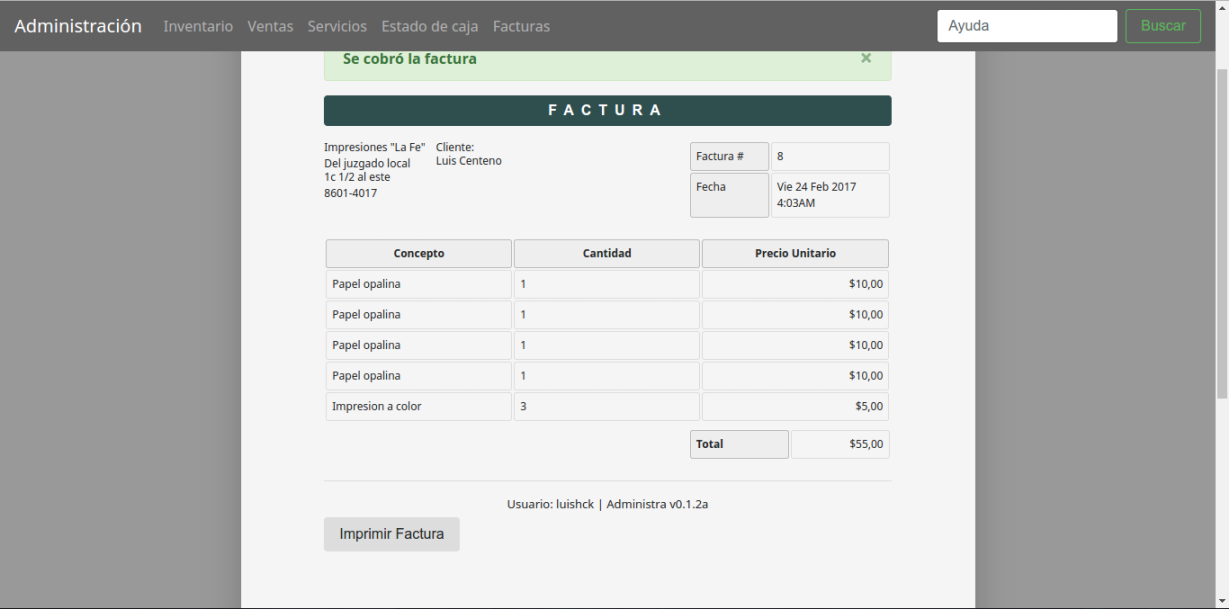 Administración Inventario Ventas Servicios Estado de caja Facturas Ayuda Buscar
Se cobró la factura ×
FACTURA
Impresiones "La Fe"
Del juzgado local
1c 1/2 al este
8601-4017
Cliente:
Luis Centeno
Factura # 8
Fecha Vie 24 Feb 2017
4:03AM
Concepto Cantidad Precio Unitario
Papel opalina 1 $10,00
Papel opalina 1 $10,00
Papel opalina 1 $10,00
Papel opalina 1 $10,00
Impresion a color 3 $5,00
Total $55,00
Usuario: luishck | Administra v0.1.2a
Imprimir Factura